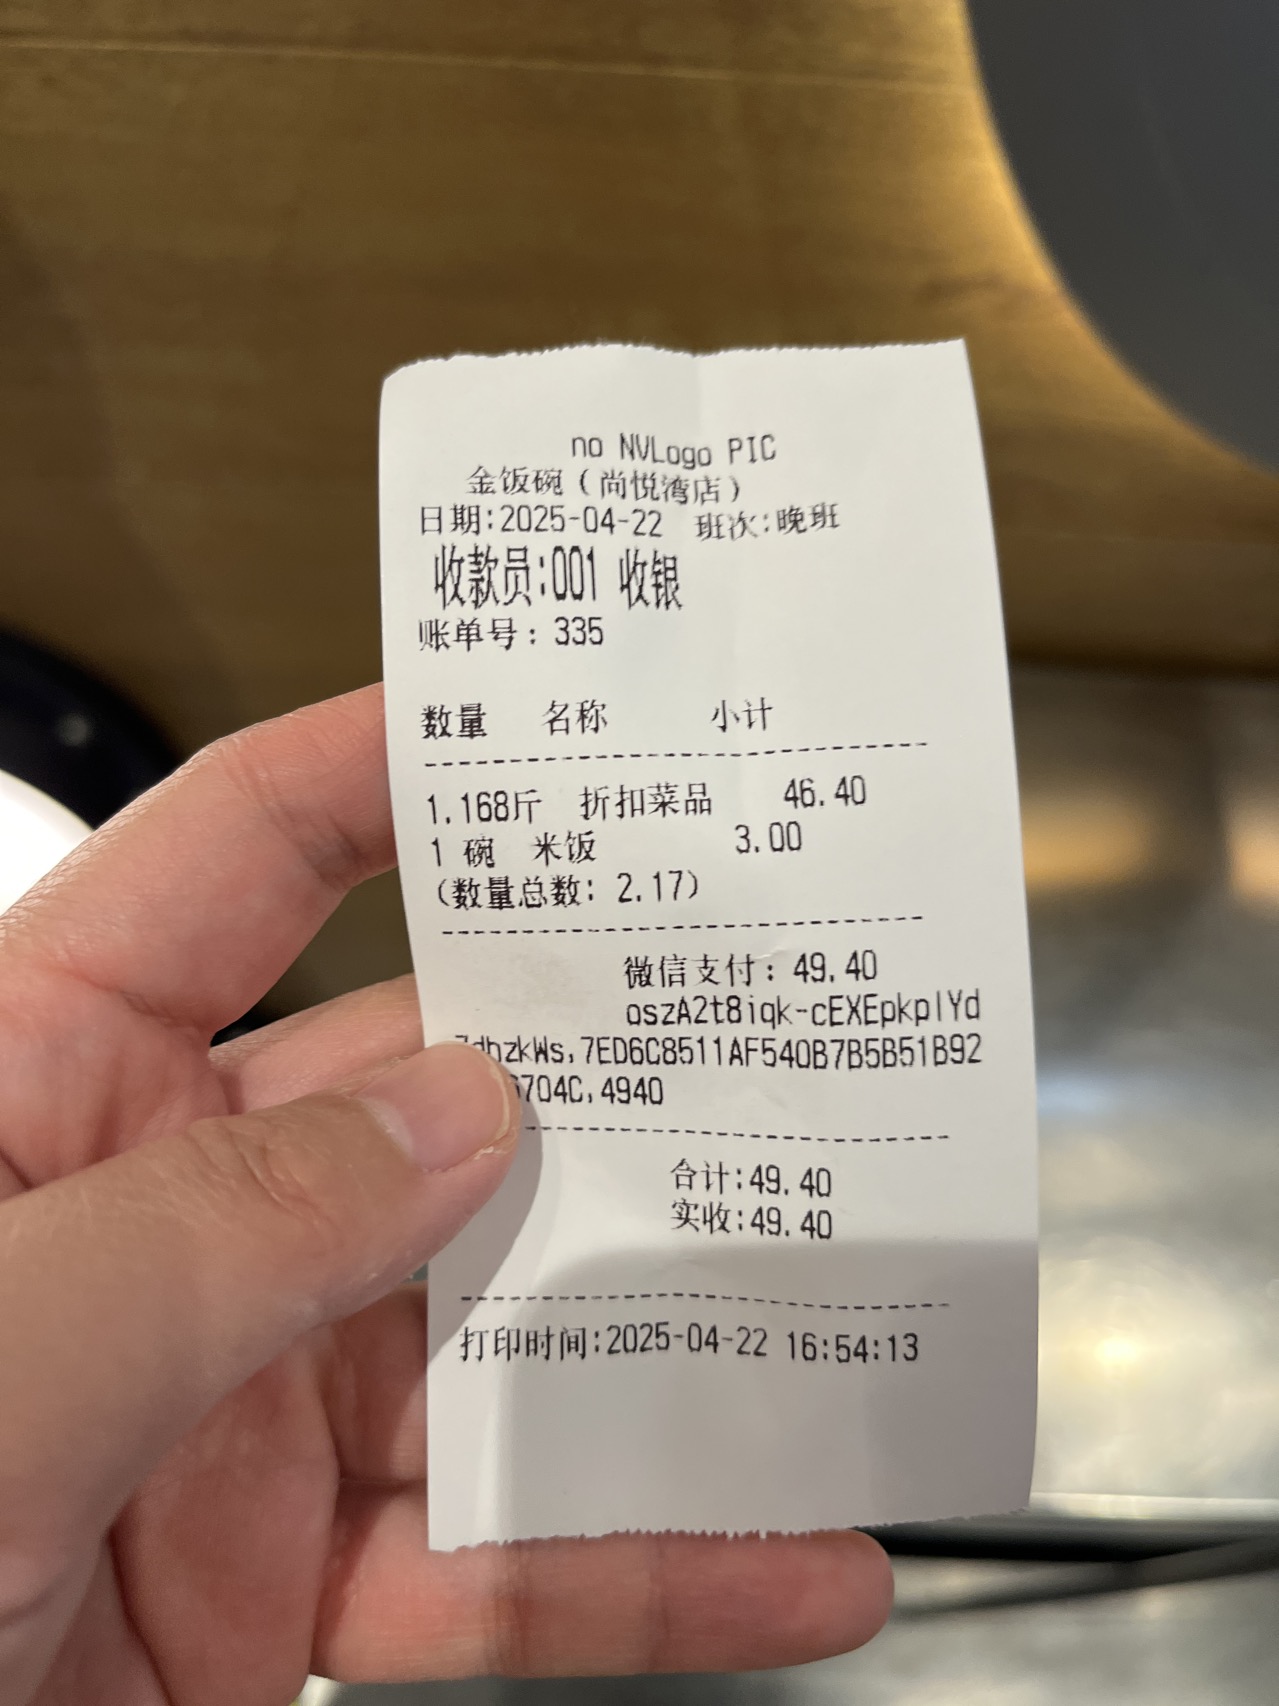 no NVLogo PIC
金饭碗(尚悦湾店)
日期:2025-04-22 班次:晚班
收款员:001 收银
账单号: 335
数量 名称 小计
1.168斤 折扣菜品 46.40
1 碗 米饭 3.00
(数量总数: 2.17)
微信支付: 49.40
oszA2t8iqk-cEXEpkplYd
zkWs,7ED6C8511AF540B7B5B51B92
704C,4940
合计:49.40
实收:49.40
打印时间:2025-04-22 16:54:13